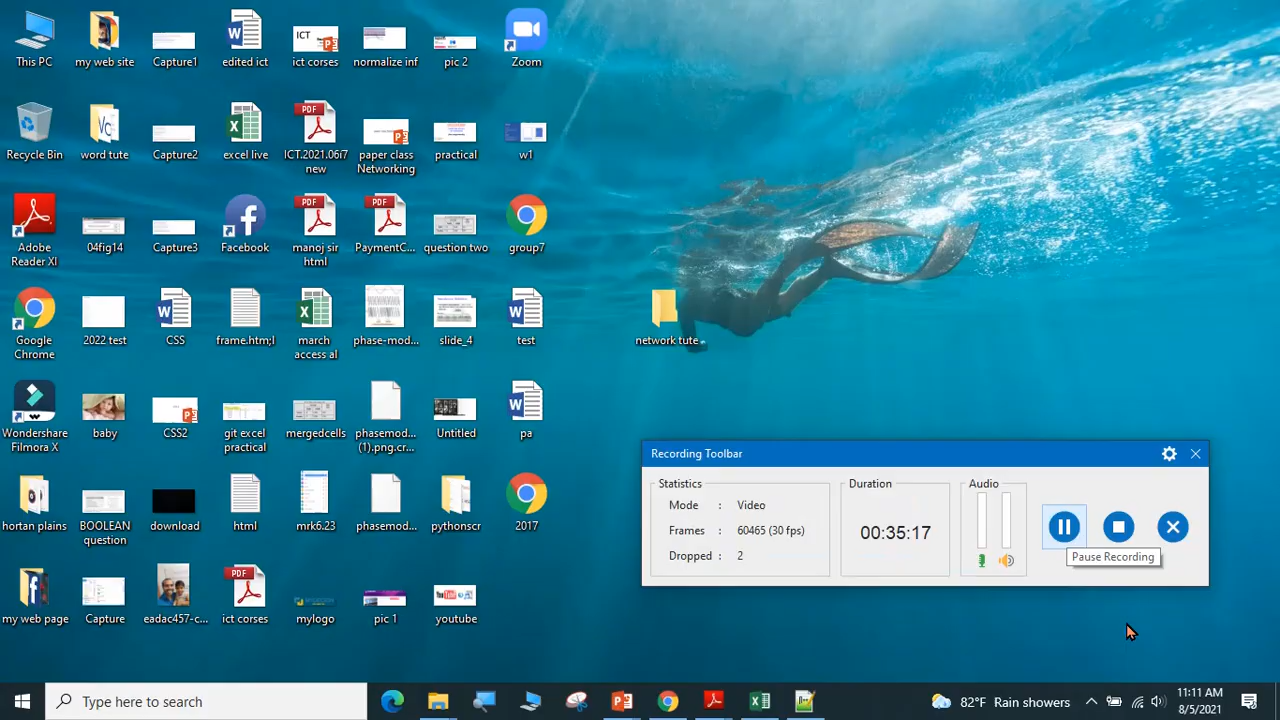 This PC
my web site
Capture1
edited ict
ICT
ict corses
normalize inf
pic 2
Zoom
Recycle Bin
word tute
Capture2
excel live
PDF
ICT.2021.06(7
new
paper class
Networking
practical
w1
Adobe
Reader XI
04fig14
Capture3
Facebook
PDF
manoj sir
html
PDF
PaymentC...
question two
group7
Google
Chrome
2022 test
CSS
frame.htm;l
march
access al
phase-mod...
slide_4
test
network tute
Wondershare
Filmora X
baby
CSS2
git excel
practical
mergedcells
phasemod...
(1).png.cr...
Untitled
pa
hortan plains
BOOLEAN
question
download
html
mrk6.23
phasemod...
pythonscr
2017
my web page
Capture
eadac457-c...
PDF
ict corses
mylogo
pic 1
youtube
Recording Toolbar
Statistics
Mode : Video
Frames : 60465 (30 fps)
Dropped : 2
Duration
00:35:17
Audio
Pause Recording
Type here to search
82°F Rain showers
11:11 AM
8/5/2021